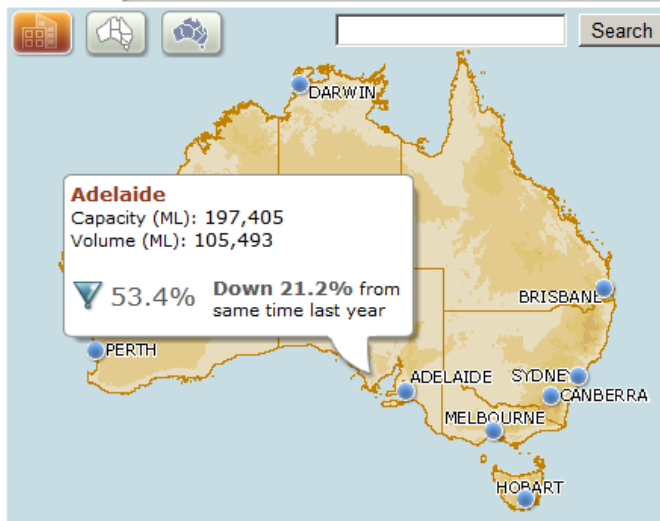 Search
DARWIN
Adelaide
Capacity (ML): 197,405
Volume (ML): 105,493
53.4% Down 21.2% from
same time last year
BRISBANE
PERTH
ADELAIDE
SYDNEY
CANBERRA
MELBOURNE
HOBART